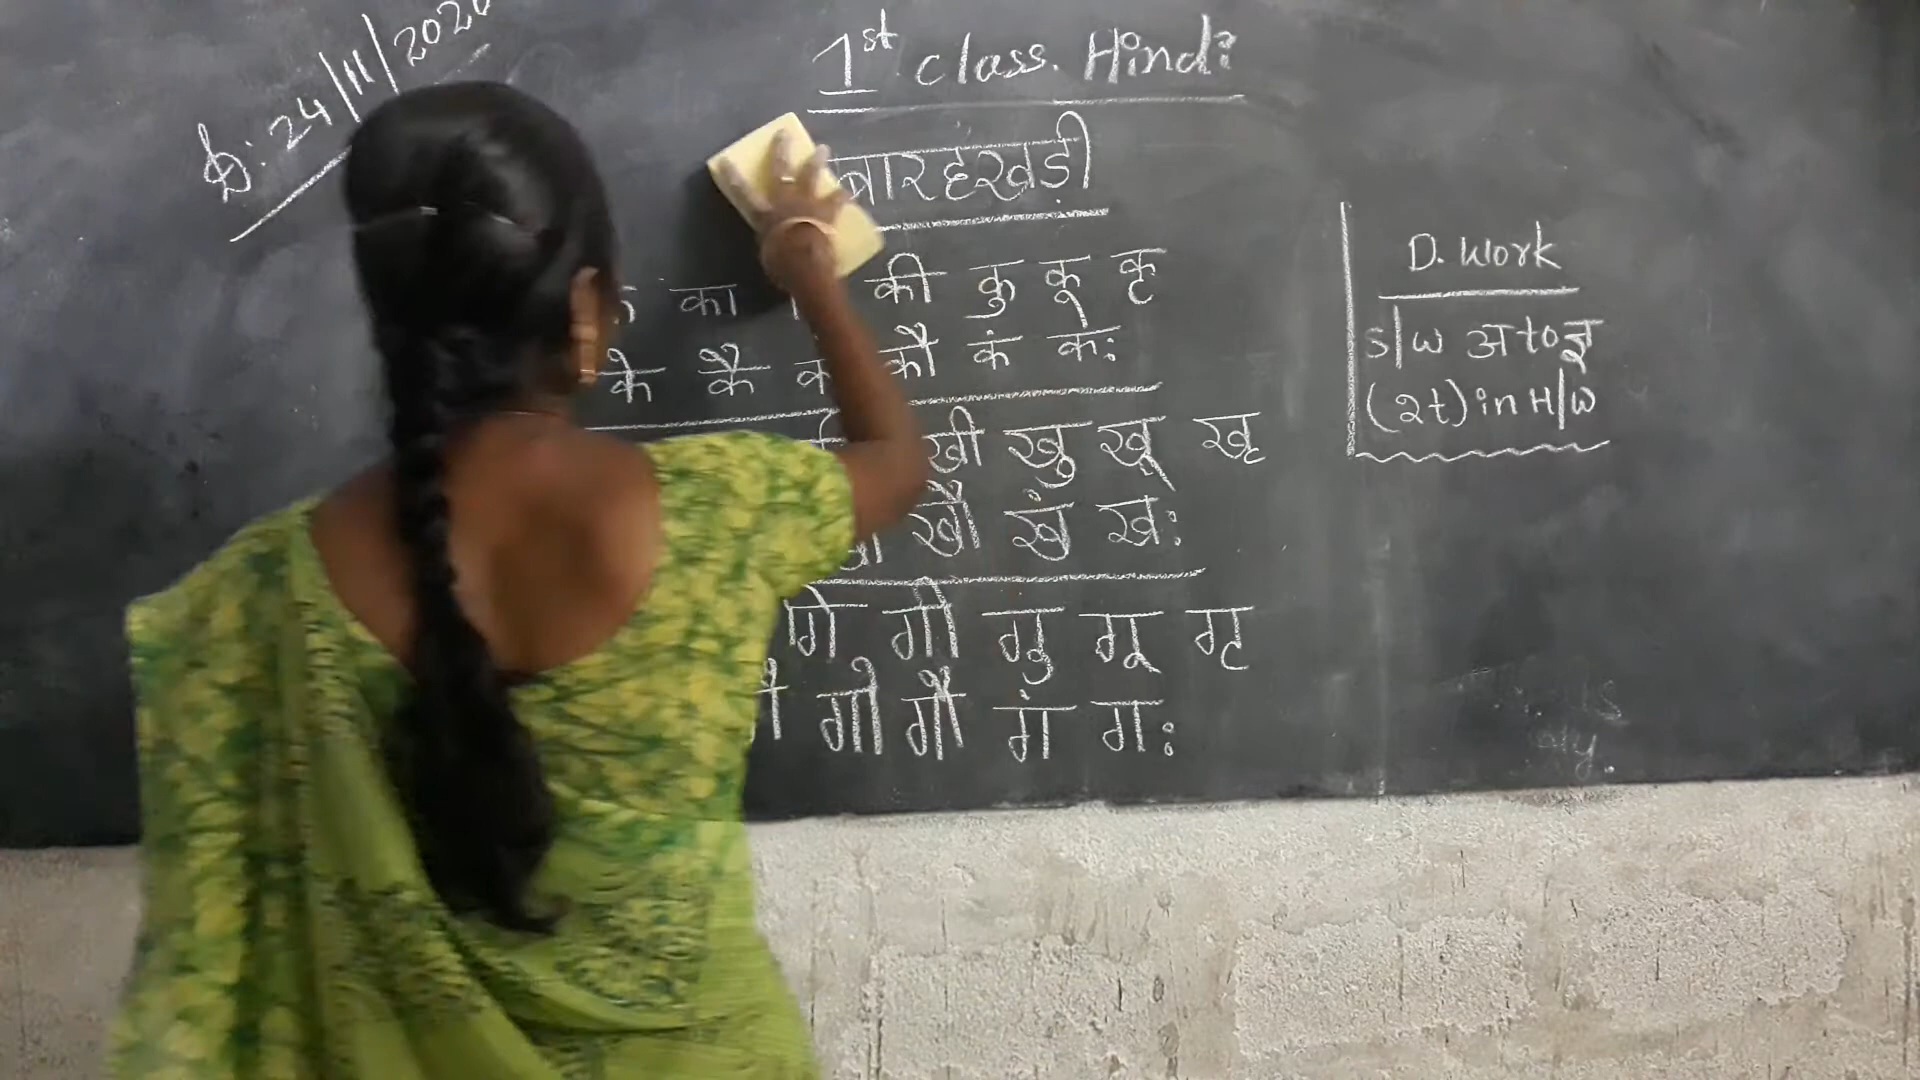 D: 24/11/2020
1st class. Hindi
बारहखड़ी
का की कु कू कृ
के कै कौ कं क:
खी खु खू खृ
खौ खं ख:
गि गी गु गू गृ
गो गौ गं ग:
D. Work
S/w अ to ज्ञ
(2t) in H/W